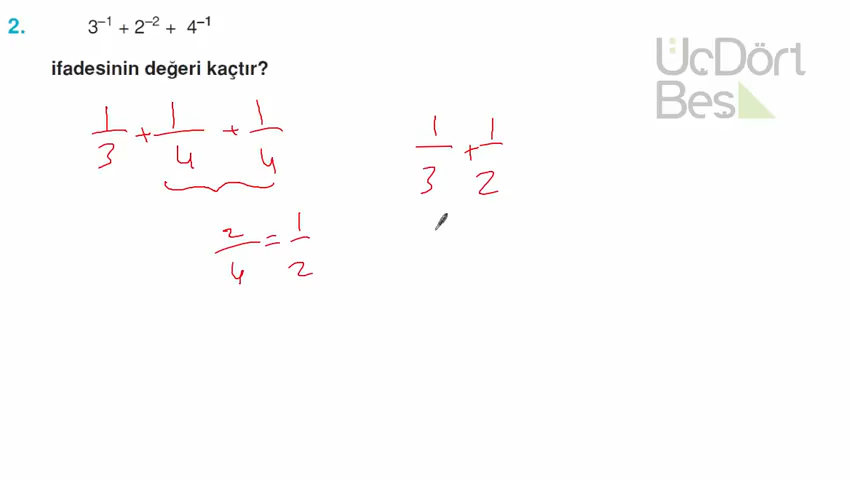 2. 3⁻¹ + 2⁻² + 4⁻¹
ifadesinin değeri kaçtır?
ÜçDört
Beş
1/3 + 1/4 + 1/4
2/4 = 1/2
1/3 + 1/2